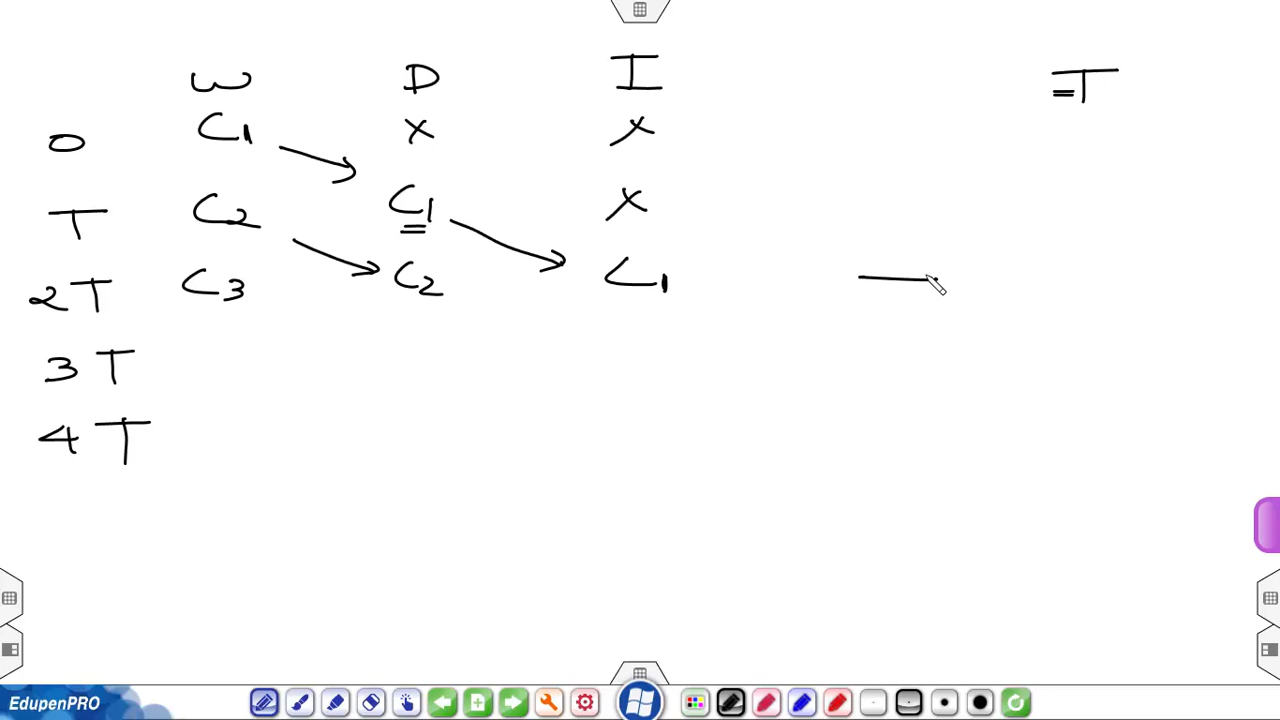 W D I T
0 C1 X X
T C2 C1 X
2T C3 C2 C1
3T
4T
EdupenPRO